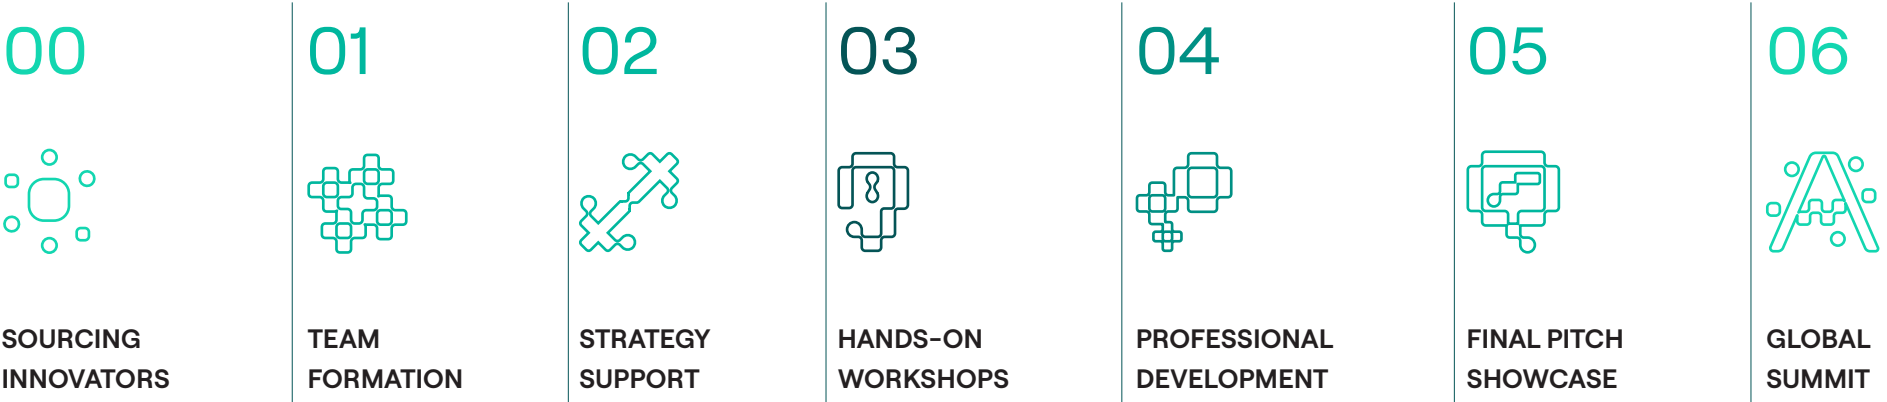 00
SOURCING
INNOVATORS
01
TEAM
FORMATION
02
STRATEGY
SUPPORT
03
HANDS-ON
WORKSHOPS
04
PROFESSIONAL
DEVELOPMENT
05
FINAL PITCH
SHOWCASE
06
GLOBAL
SUMMIT